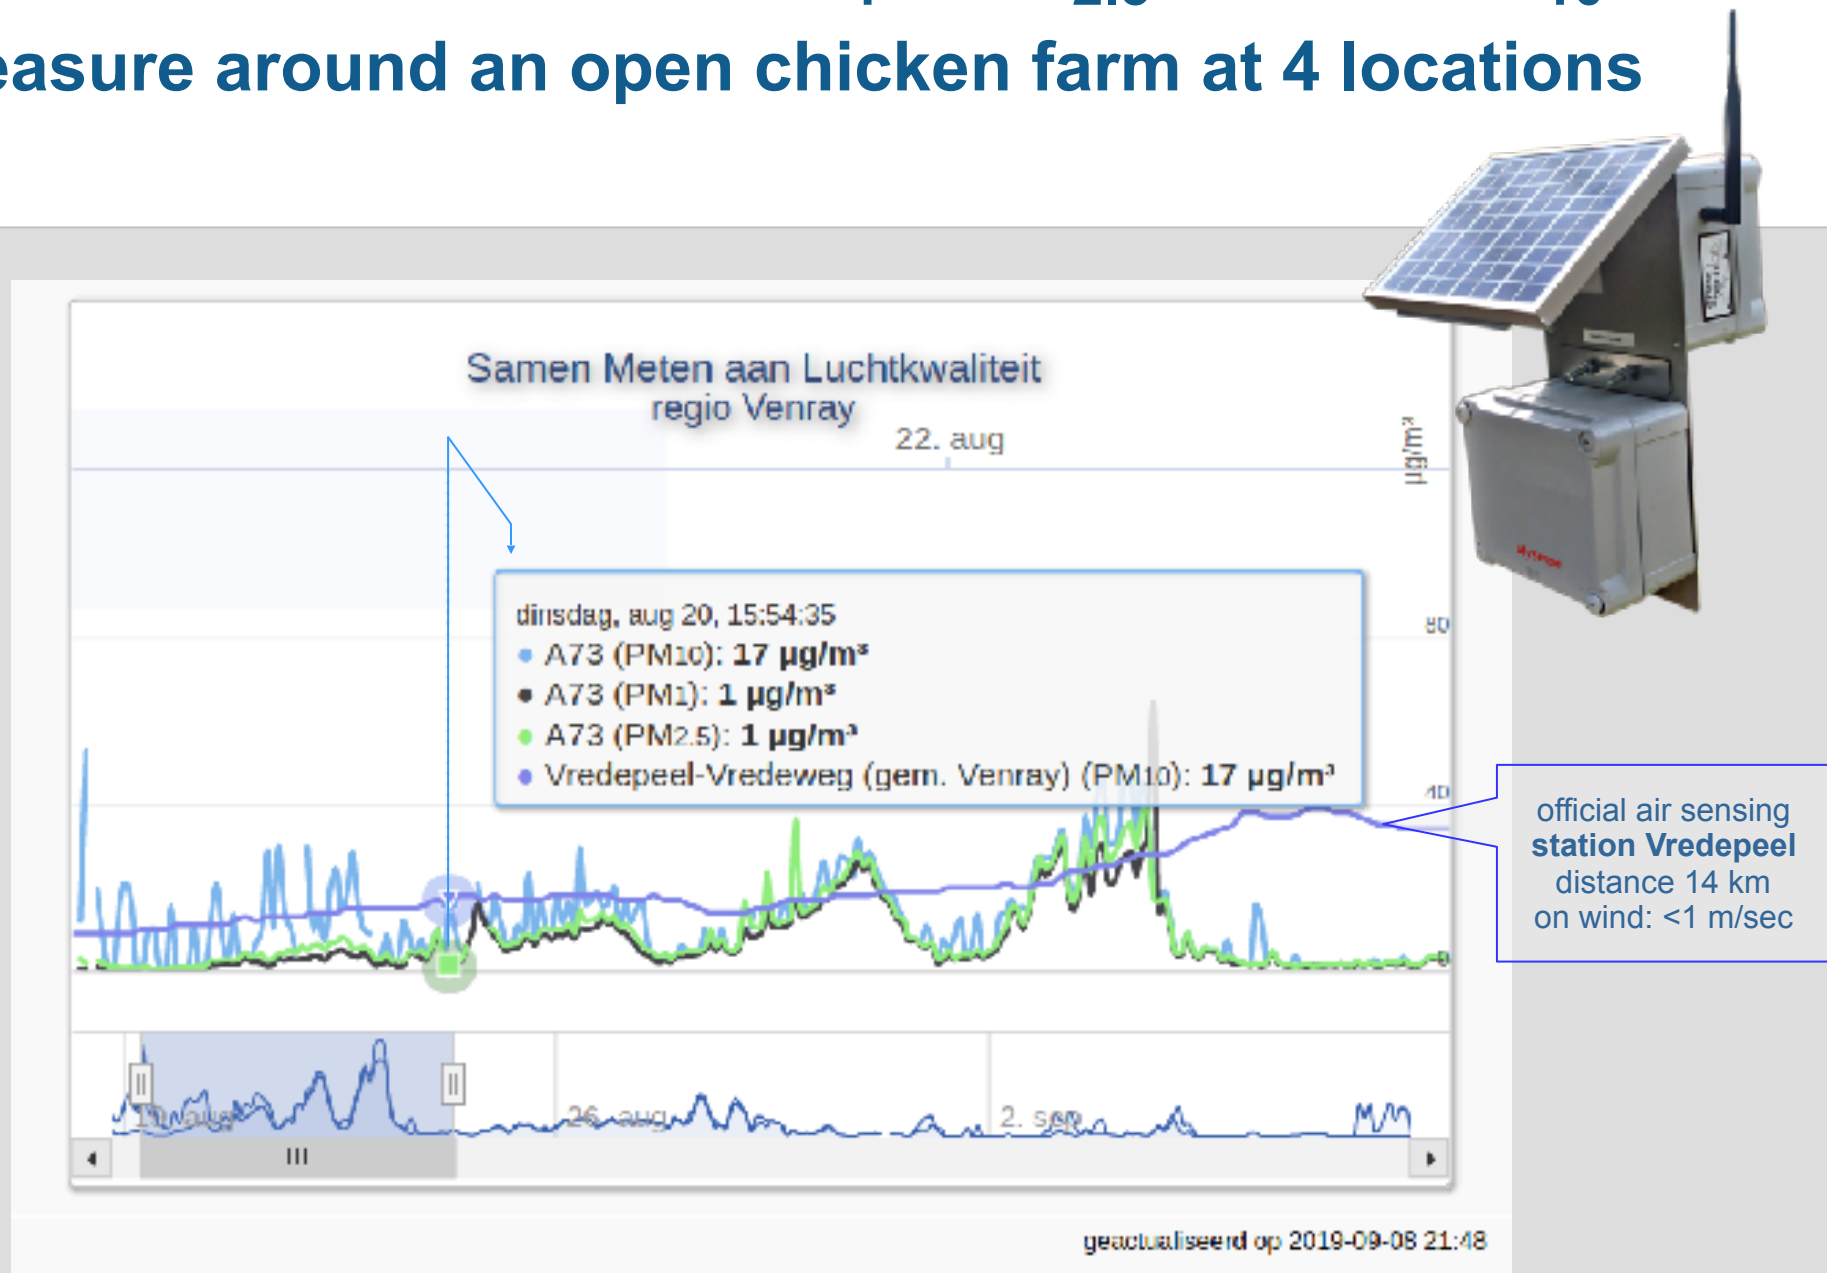 easure around an open chicken farm at 4 locations
Samen Meten aan Luchtkwaliteit
regio Venray
22. aug
µg/m³
dinsdag, aug 20, 15:54:35
A73 (PM10): 17 µg/m³
A73 (PM1): 1 µg/m³
A73 (PM2.5): 1 µg/m³
Vredepeel-Vredeweg (gem. Venray) (PM10): 17 µg/m³
80
40
0
official air sensing
station Vredepeel
distance 14 km
on wind: <1 m/sec
19. aug
26. aug
2. sep
geactualiseerd op 2019-09-08 21:48